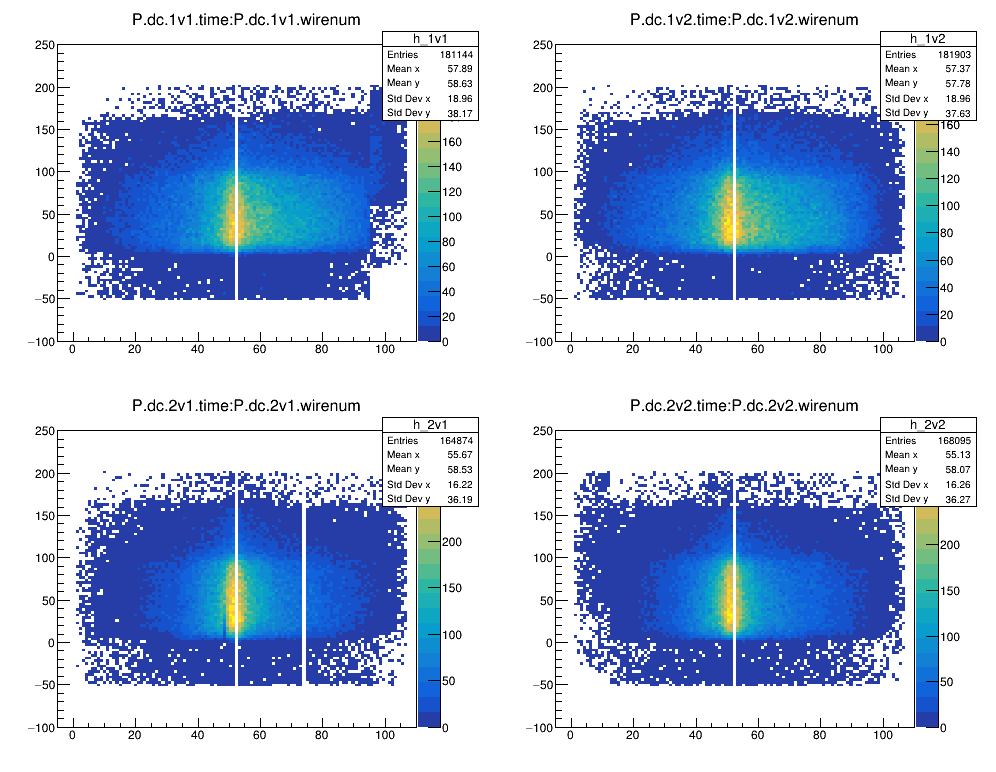 P.dc.1v1.time:P.dc.1v1.wirenum
h_1v1
Entries 181144
Mean x 57.89
Mean y 58.63
Std Dev x 18.96
Std Dev y 38.17
250
200
150
100
50
0
−50
−100
0 20 40 60 80 100
160
140
120
100
80
60
40
20
0
P.dc.1v2.time:P.dc.1v2.wirenum
h_1v2
Entries 181903
Mean x 57.37
Mean y 57.78
Std Dev x 18.96
Std Dev y 37.63
250
200
150
100
50
0
−50
−100
0 20 40 60 80 100
160
140
120
100
80
60
40
20
0
P.dc.2v1.time:P.dc.2v1.wirenum
h_2v1
Entries 164874
Mean x 55.67
Mean y 58.53
Std Dev x 16.22
Std Dev y 36.19
250
200
150
100
50
0
−50
−100
0 20 40 60 80 100
200
150
100
50
0
P.dc.2v2.time:P.dc.2v2.wirenum
h_2v2
Entries 168095
Mean x 55.13
Mean y 58.07
Std Dev x 16.26
Std Dev y 36.27
250
200
150
100
50
0
−50
−100
0 20 40 60 80 100
200
150
100
50
0